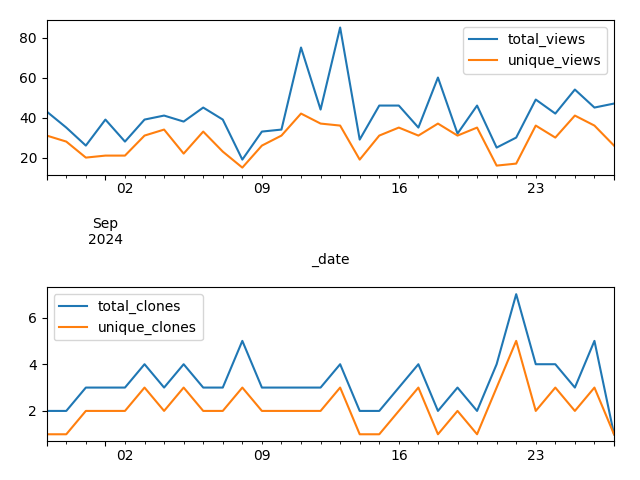 80
60
40
20
total_views
unique_views
02
09
16
23
Sep
2024
_date
6
4
2
total_clones
unique_clones
02
09
16
23